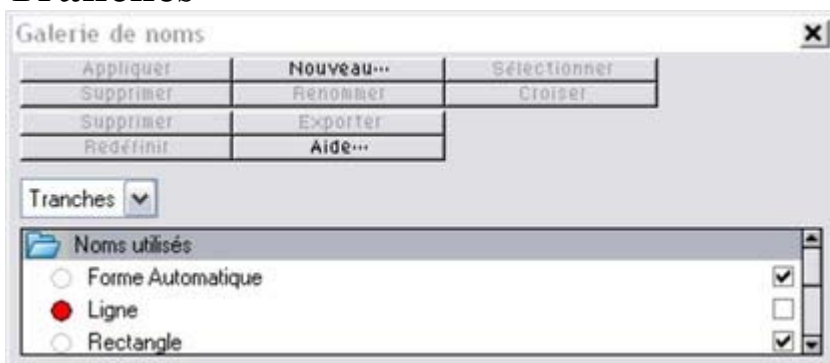 Tranches
Galerie de noms
Appliquer Nouveau... Sélectionner
Supprimer Renommer Croiser
Supprimer Exporter
Redéfinir Aide...
Tranches
Noms utilisés
Forme Automatique
Ligne
Rectangle